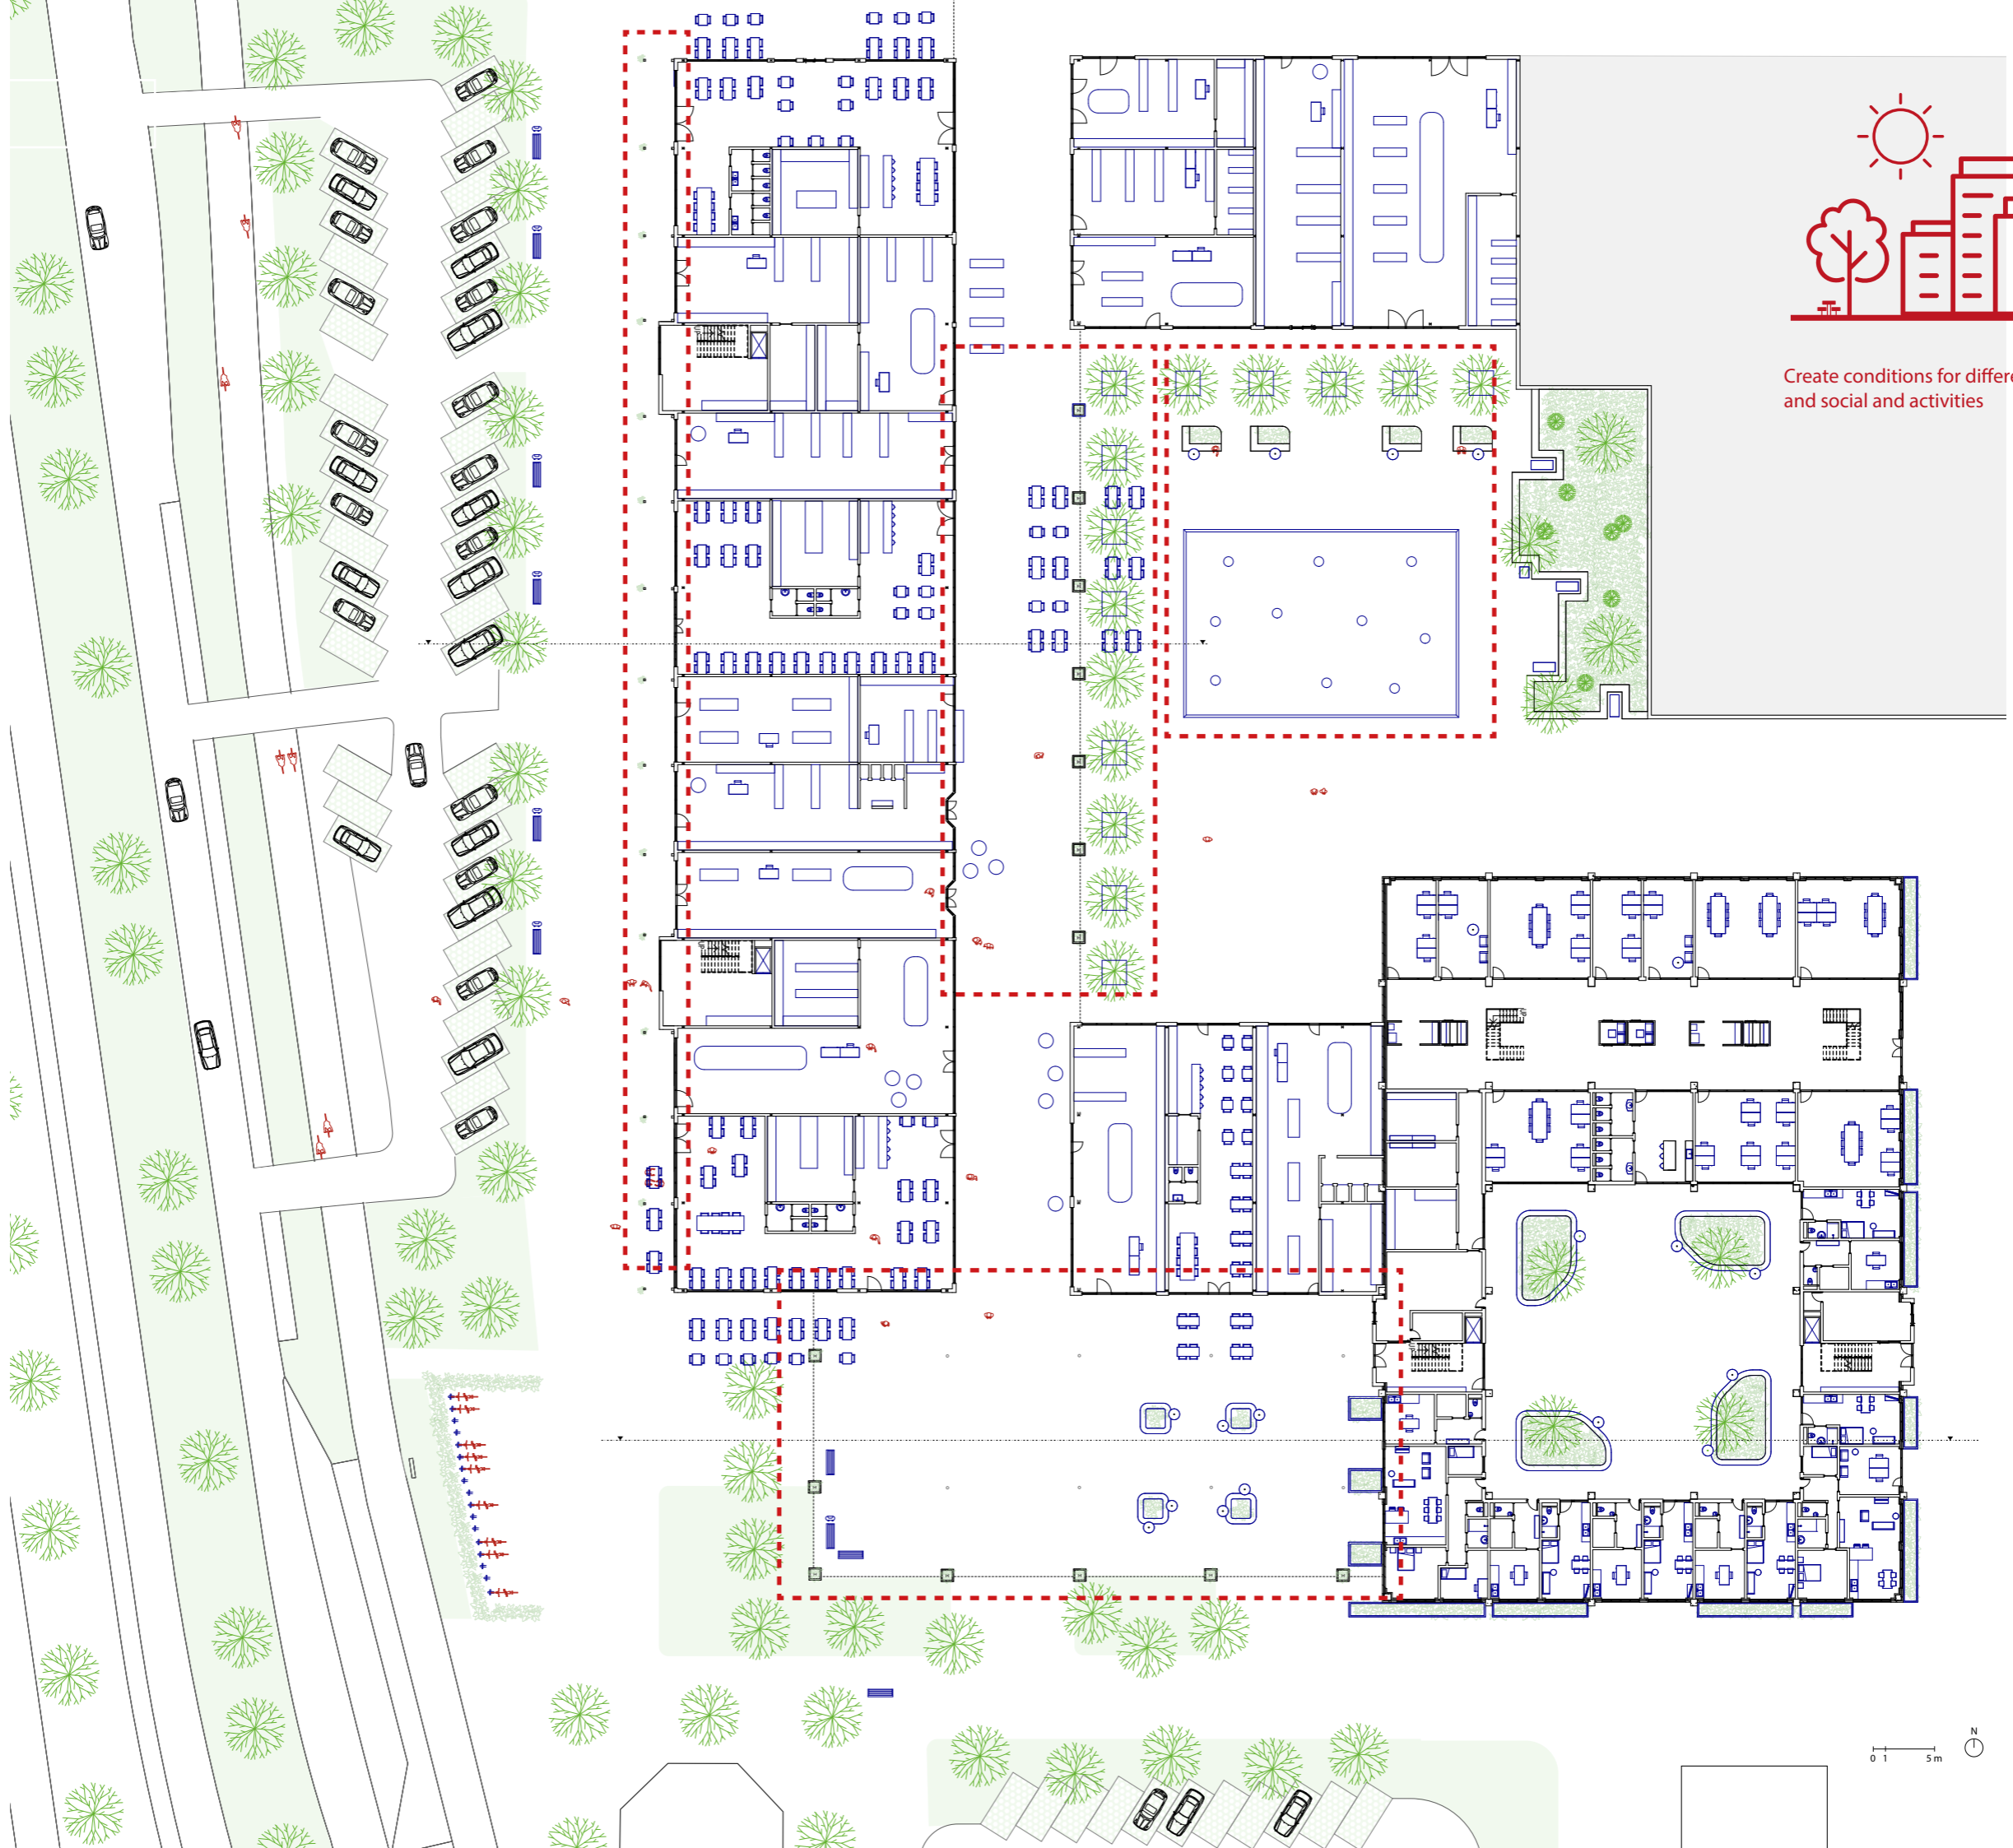 Create conditions for differe
and social and activities
N
0 1 5 m